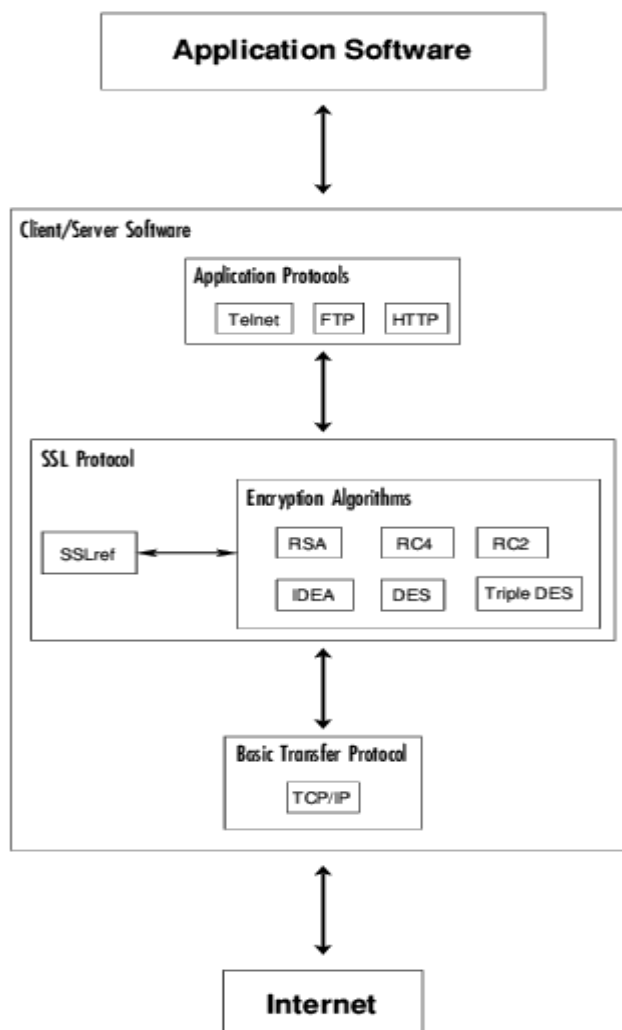 Application Software
Client/Server Software
Application Protocols
Telnet FTP HTTP
SSL Protocol
Encryption Algorithms
SSLref
RSA RC4 RC2
IDEA DES Triple DES
Basic Transfer Protocol
TCP/IP
Internet